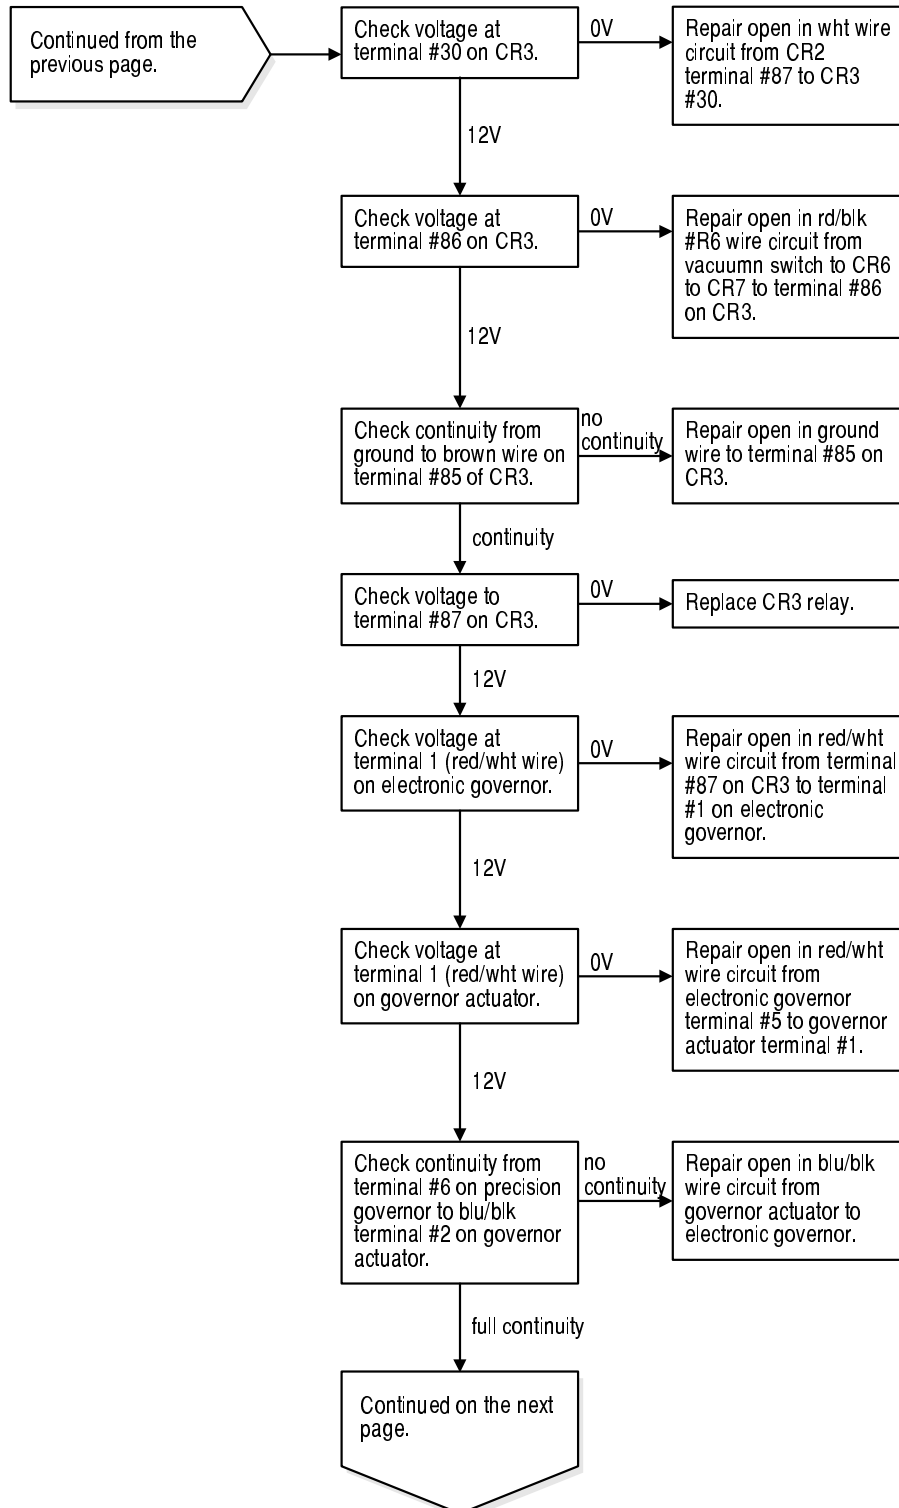 Continued from the
previous page.
Check voltage at
terminal #30 on CR3.
0V
Repair open in wht wire
circuit from CR2
terminal #87 to CR3
#30.
12V
Check voltage at
terminal #86 on CR3.
0V
Repair open in rd/blk
#R6 wire circuit from
vacuumn switch to CR6
to CR7 to terminal #86
on CR3.
12V
Check continuity from
ground to brown wire on
terminal #85 of CR3.
no
continuity
Repair open in ground
wire to terminal #85 on
CR3.
continuity
Check voltage to
terminal #87 on CR3.
0V
Replace CR3 relay.
12V
Check voltage at
terminal 1 (red/wht wire)
on electronic governor.
0V
Repair open in red/wht
wire circuit from terminal
#87 on CR3 to terminal
#1 on electronic
governor.
12V
Check voltage at
terminal 1 (red/wht wire)
on governor actuator.
0V
Repair open in red/wht
wire circuit from
electronic governor
terminal #5 to governor
actuator terminal #1.
12V
Check continuity from
terminal #6 on precision
governor to blu/blk
terminal #2 on governor
actuator.
no
continuity
Repair open in blu/blk
wire circuit from
governor actuator to
electronic governor.
full continuity
Continued on the next
page.